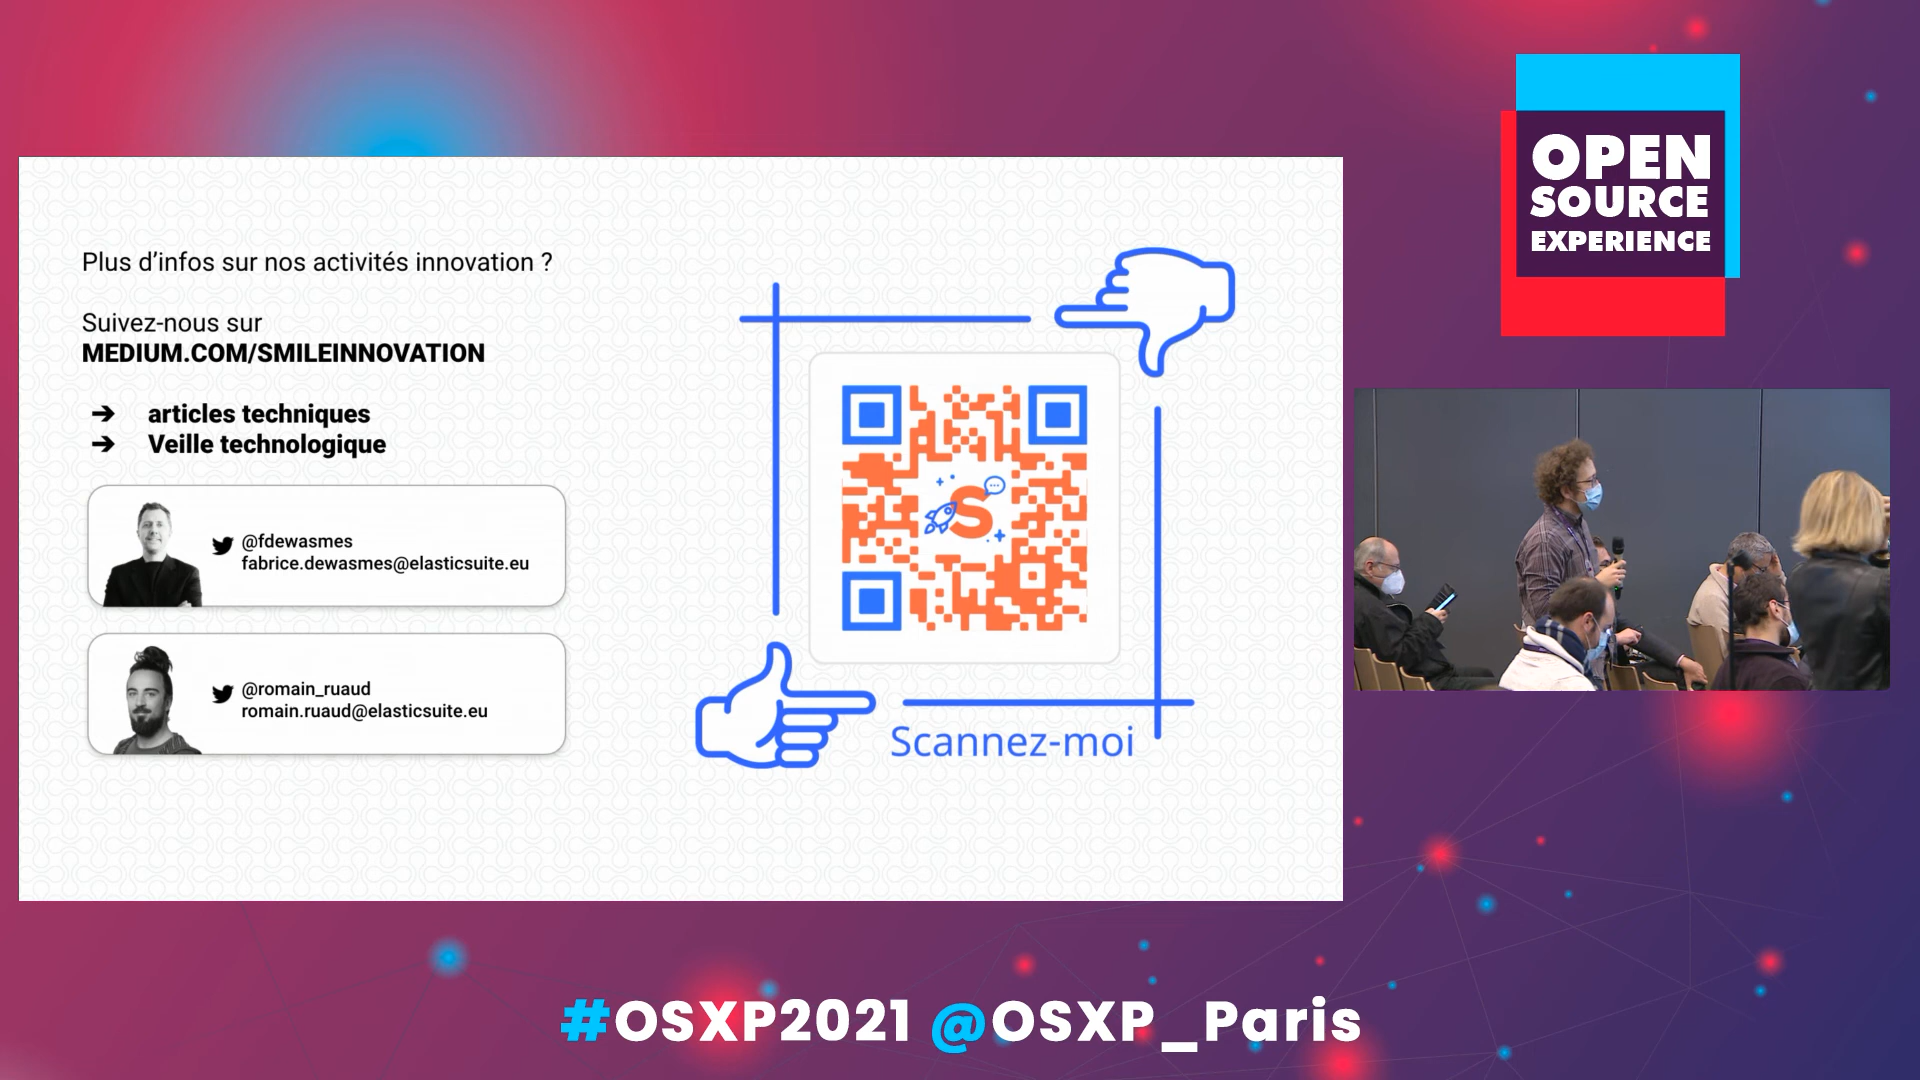 OPEN
SOURCE
EXPERIENCE
Plus d’infos sur nos activités innovation ?
Suivez-nous sur
MEDIUM.COM/SMILEINNOVATION
➔ articles techniques
➔ Veille technologique
@fdewasmes
fabrice.dewasmes@elasticsuite.eu
@romain_ruaud
romain.ruaud@elasticsuite.eu
S
Scannez-moi
#OSXP2021 @OSXP_Paris